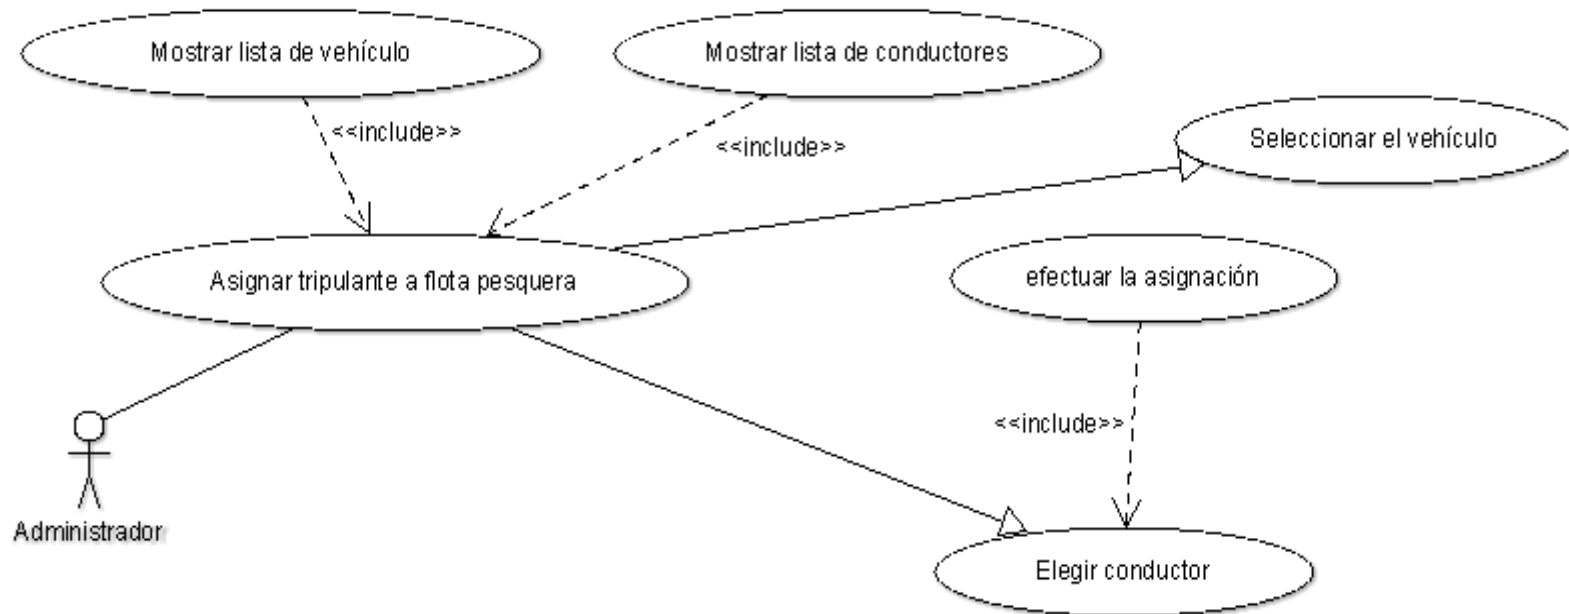 Mostrar lista de vehículo
Mostrar lista de conductores
<<include>>
<<include>>
Seleccionar el vehículo
Asignar tripulante a flota pesquera
efectuar la asignación
<<include>>
Administrador
Elegir conductor